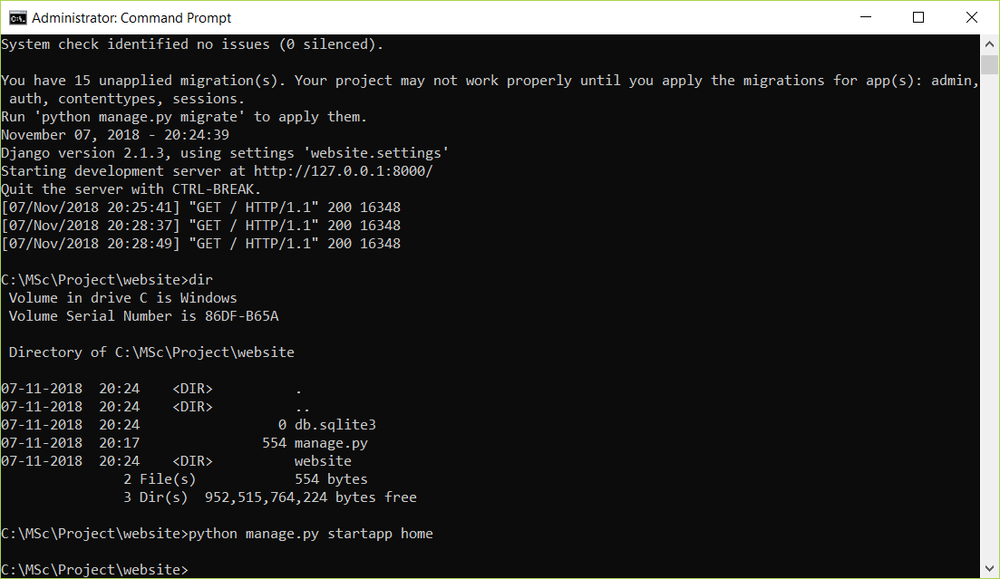 Administrator: Command Prompt
System check identified no issues (0 silenced).
You have 15 unapplied migration(s). Your project may not work properly until you apply the migrations for app(s): admin,
 auth, contenttypes, sessions.
Run 'python manage.py migrate' to apply them.
November 07, 2018 - 20:24:39
Django version 2.1.3, using settings 'website.settings'
Starting development server at http://127.0.0.1:8000/
Quit the server with CTRL-BREAK.
[07/Nov/2018 20:25:41] "GET / HTTP/1.1" 200 16348
[07/Nov/2018 20:28:37] "GET / HTTP/1.1" 200 16348
[07/Nov/2018 20:28:49] "GET / HTTP/1.1" 200 16348
C:\MSc\Project\website>dir
 Volume in drive C is Windows
 Volume Serial Number is 86DF-B65A
 Directory of C:\MSc\Project\website
07-11-2018  20:24    <DIR>          .
07-11-2018  20:24    <DIR>          ..
07-11-2018  20:24                 0 db.sqlite3
07-11-2018  20:17               554 manage.py
07-11-2018  20:24    <DIR>          website
               2 File(s)            554 bytes
               3 Dir(s)  952,515,764,224 bytes free
C:\MSc\Project\website>python manage.py startapp home
C:\MSc\Project\website>